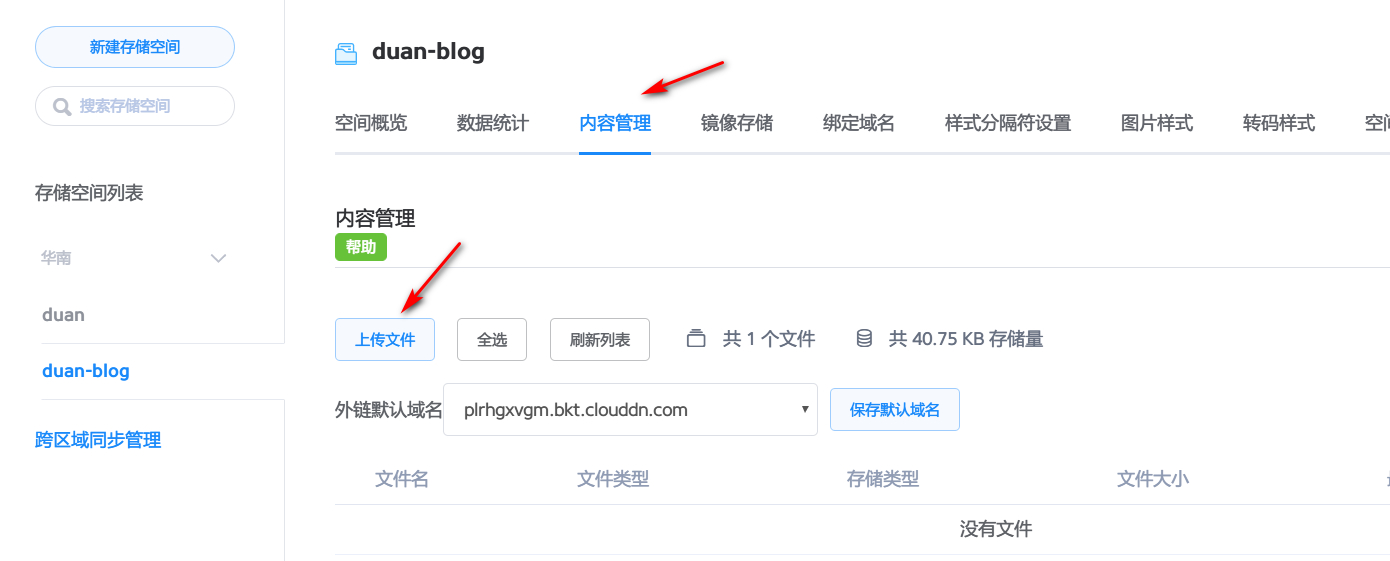 新建存储空间
搜索存储空间
存储空间列表
华南
duan
duan-blog
跨区域同步管理
duan-blog
空间概览 数据统计 内容管理 镜像存储 绑定域名 样式分隔符设置 图片样式 转码样式 空
内容管理
帮助
上传文件 全选 刷新列表 共 1 个文件 共 40.75 KB 存储量
外链默认域名 plrhgxvgm.bkt.clouddn.com 保存默认域名
文件名 文件类型 存储类型 文件大小
没有文件